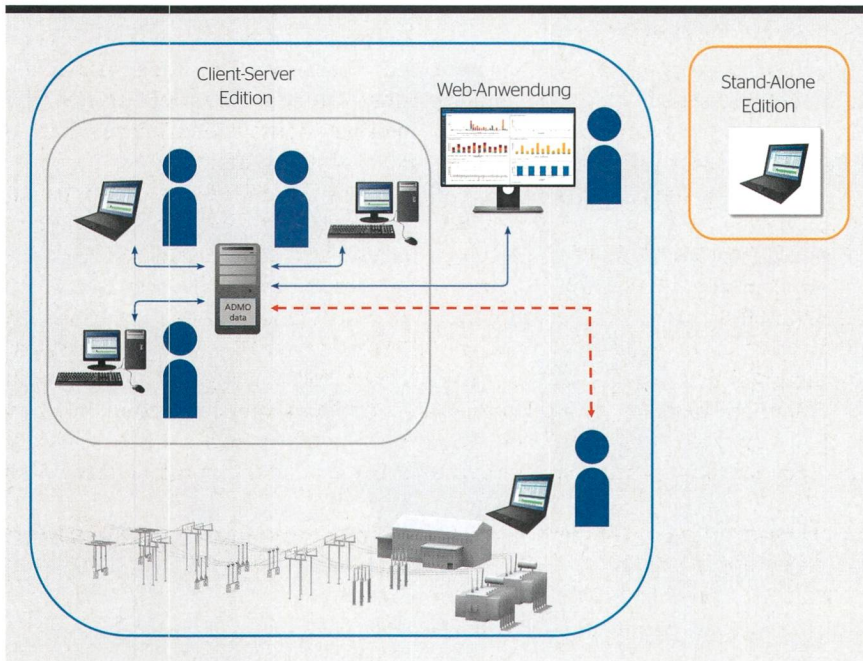 Client-Server
Edition
Web-Anwendung
Stand-Alone
Edition
ADMO
data